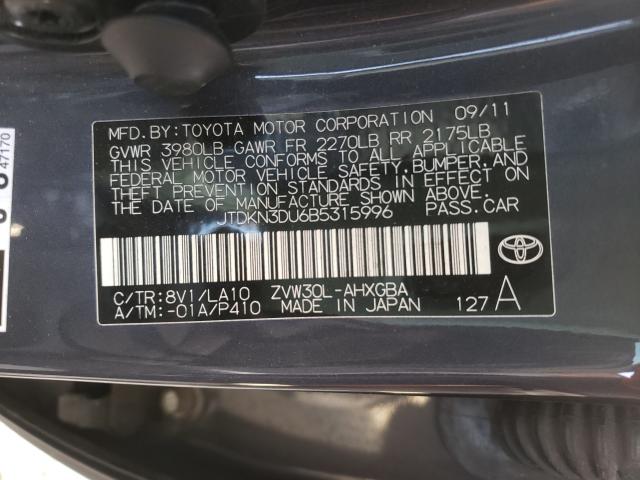 MFD. BY: TOYOTA MOTOR CORPORATION 09/11
GVWR 3980LB GAWR FR 2270LB RR 2175LB
THIS VEHICLE CONFORMS TO ALL APPLICABLE
FEDERAL MOTOR VEHICLE SAFETY, BUMPER, AND
THEFT PREVENTION STANDARDS IN EFFECT ON
THE DATE OF MANUFACTURE SHOWN ABOVE.
JTDKN3DU6B5315996 PASS. CAR
C/TR: 8V1/LA10 ZVW30L-AHXGBA
A/TM: -01A/P410 MADE IN JAPAN 127 A
47170